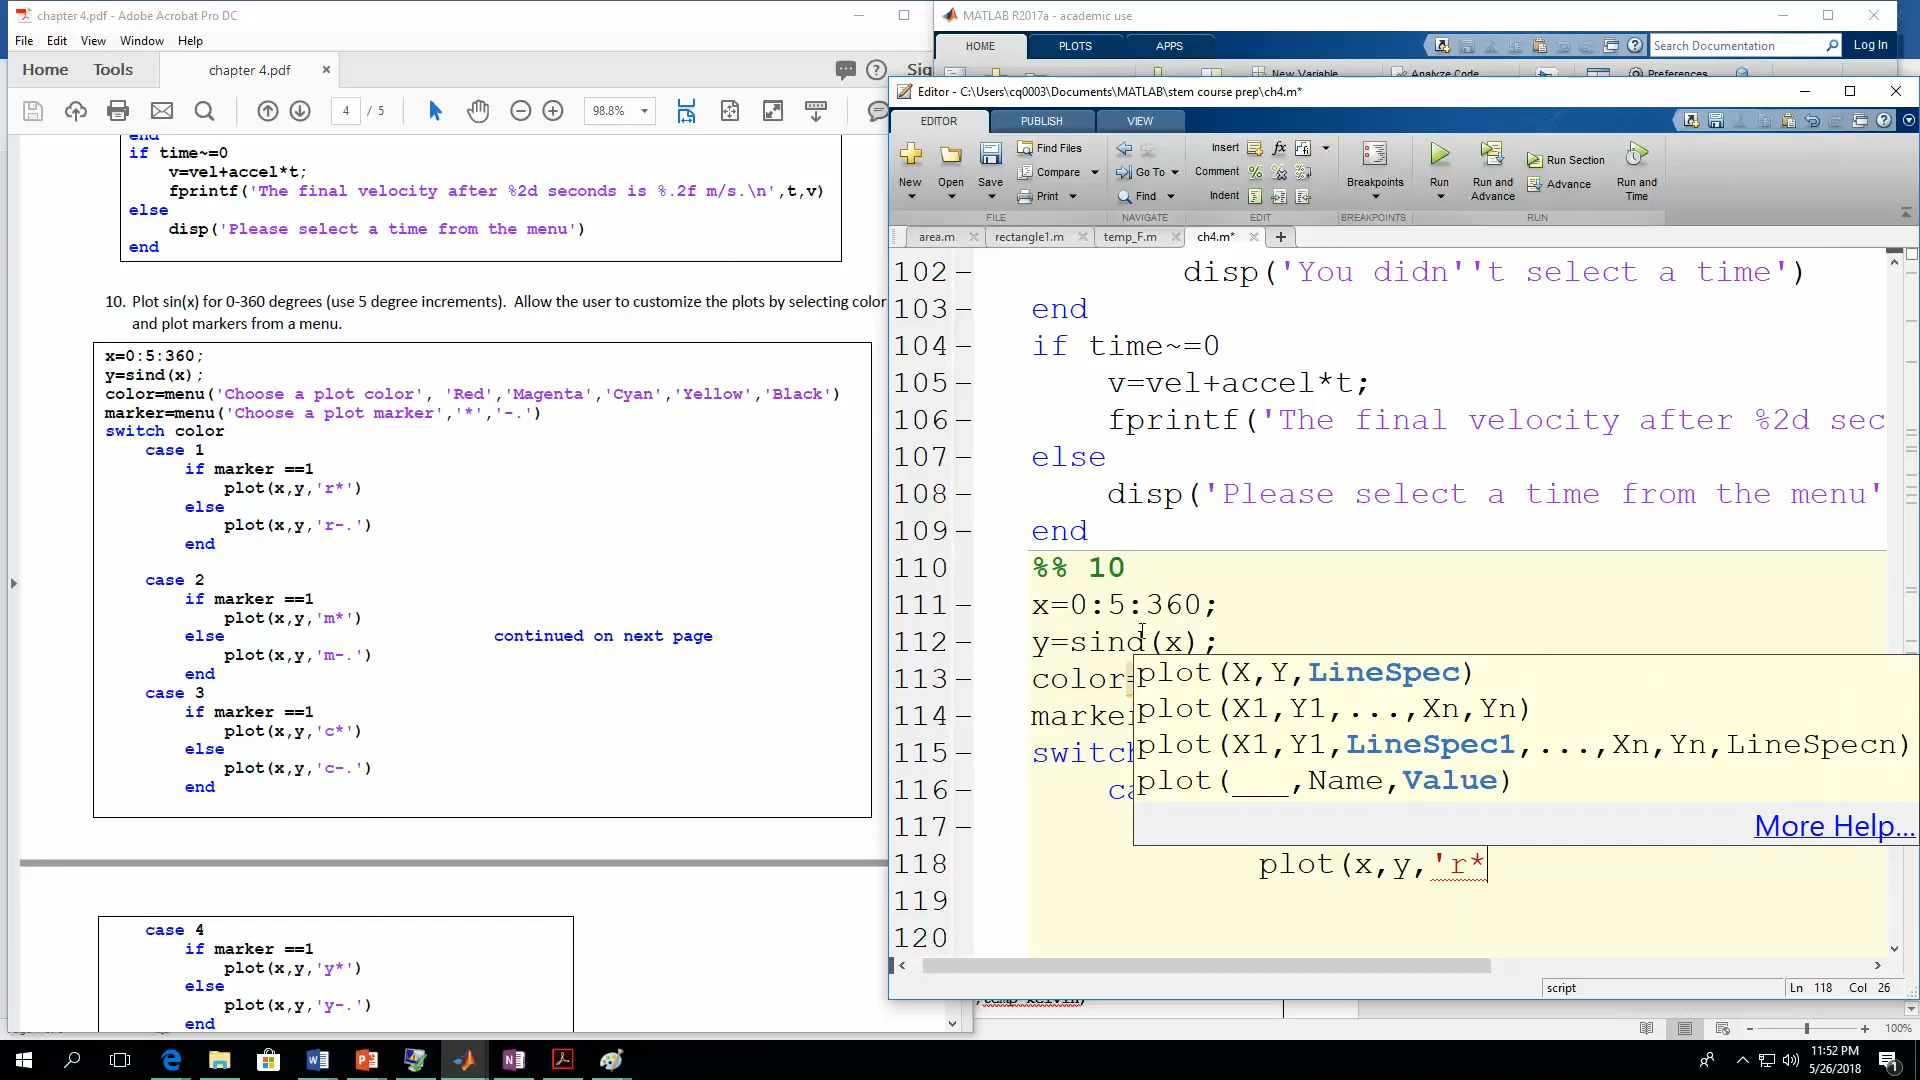 chapter 4.pdf - Adobe Acrobat Pro DC
File Edit View Window Help
Home Tools chapter 4.pdf ×
4 / 5 98.8%
end
if time~=0
v=vel+accel*t;
fprintf('The final velocity after %2d seconds is %.2f m/s.\n',t,v)
else
disp('Please select a time from the menu')
end
10. Plot sin(x) for 0-360 degrees (use 5 degree increments). Allow the user to customize the plots by selecting color
and plot markers from a menu.
x=0:5:360;
y=sind(x);
color=menu('Choose a plot color', 'Red','Magenta','Cyan','Yellow','Black')
marker=menu('Choose a plot marker','*','-.')
switch color
case 1
if marker ==1
plot(x,y,'r*')
else
plot(x,y,'r-.')
end
case 2
if marker ==1
plot(x,y,'m*')
else continued on next page
plot(x,y,'m-.')
end
case 3
if marker ==1
plot(x,y,'c*')
else
plot(x,y,'c-.')
end
case 4
if marker ==1
plot(x,y,'y*')
else
plot(x,y,'y-.')
end
MATLAB R2017a - academic use
HOME PLOTS APPS Search Documentation Log In
New Variable Analyze Code Preferences
Editor - C:\Users\cq0003\Documents\MATLAB\stem course prep\ch4.m*
EDITOR PUBLISH VIEW
New Open Save Find Files Compare Print Go To Find Insert Comment Indent Breakpoints Run Run and Advance Run Section Advance Run and Time
FILE NAVIGATE EDIT BREAKPOINTS RUN
area.m rectangle1.m temp_F.m ch4.m*
102 disp('You didn''t select a time')
103 end
104 if time~=0
105 v=vel+accel*t;
106 fprintf('The final velocity after %2d sec
107 else
108 disp('Please select a time from the menu'
109 end
110 %% 10
111 x=0:5:360;
112 y=sind(x);
113 color=
114 marke
115 switch
116 ca
117
118 plot(x,y,'r*
119
120
plot(X,Y,LineSpec)
plot(X1,Y1,...,Xn,Yn)
plot(X1,Y1,LineSpec1,...,Xn,Yn,LineSpecn)
plot(___,Name,Value)
More Help...
script Ln 118 Col 26
100%
11:52 PM
5/26/2018